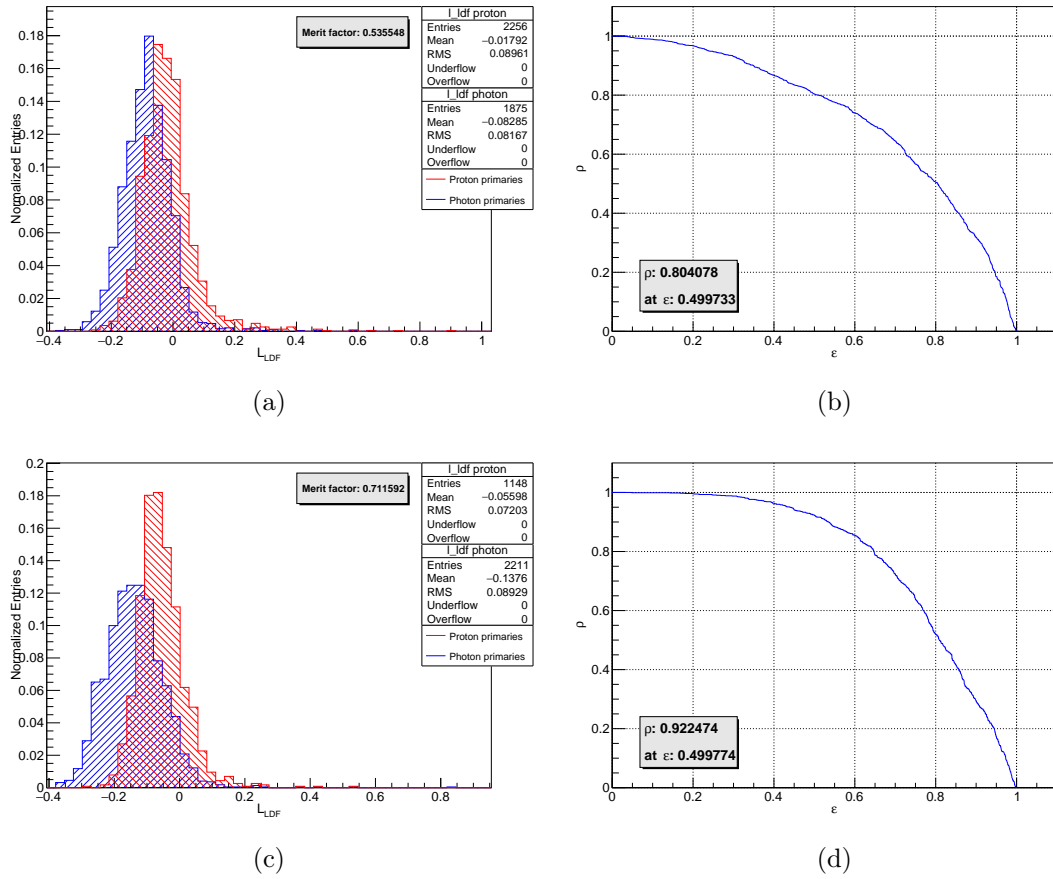 Merit factor: 0.535548
l_ldf proton
Entries 2256
Mean −0.01792
RMS 0.08961
Underflow 0
Overflow 0
l_ldf photon
Entries 1875
Mean −0.08285
RMS 0.08167
Underflow 0
Overflow 0
Proton primaries
Photon primaries
Normalized Entries
0.18
0.16
0.14
0.12
0.1
0.08
0.06
0.04
0.02
0
−0.4 −0.2 0 0.2 0.4 0.6 0.8 1
L_LDF
(a)
ρ
1
0.8
0.6
0.4
0.2
0
ρ: 0.804078
at ε: 0.499733
0 0.2 0.4 0.6 0.8 1
ε
(b)
Merit factor: 0.711592
l_ldf proton
Entries 1148
Mean −0.05598
RMS 0.07203
Underflow 0
Overflow 0
l_ldf photon
Entries 2211
Mean −0.1376
RMS 0.08929
Underflow 0
Overflow 0
Proton primaries
Photon primaries
Normalized Entries
0.2
0.18
0.16
0.14
0.12
0.1
0.08
0.06
0.04
0.02
0
−0.4 −0.2 0 0.2 0.4 0.6 0.8
L_LDF
(c)
ρ
1
0.8
0.6
0.4
0.2
0
ρ: 0.922474
at ε: 0.499774
0 0.2 0.4 0.6 0.8 1
ε
(d)